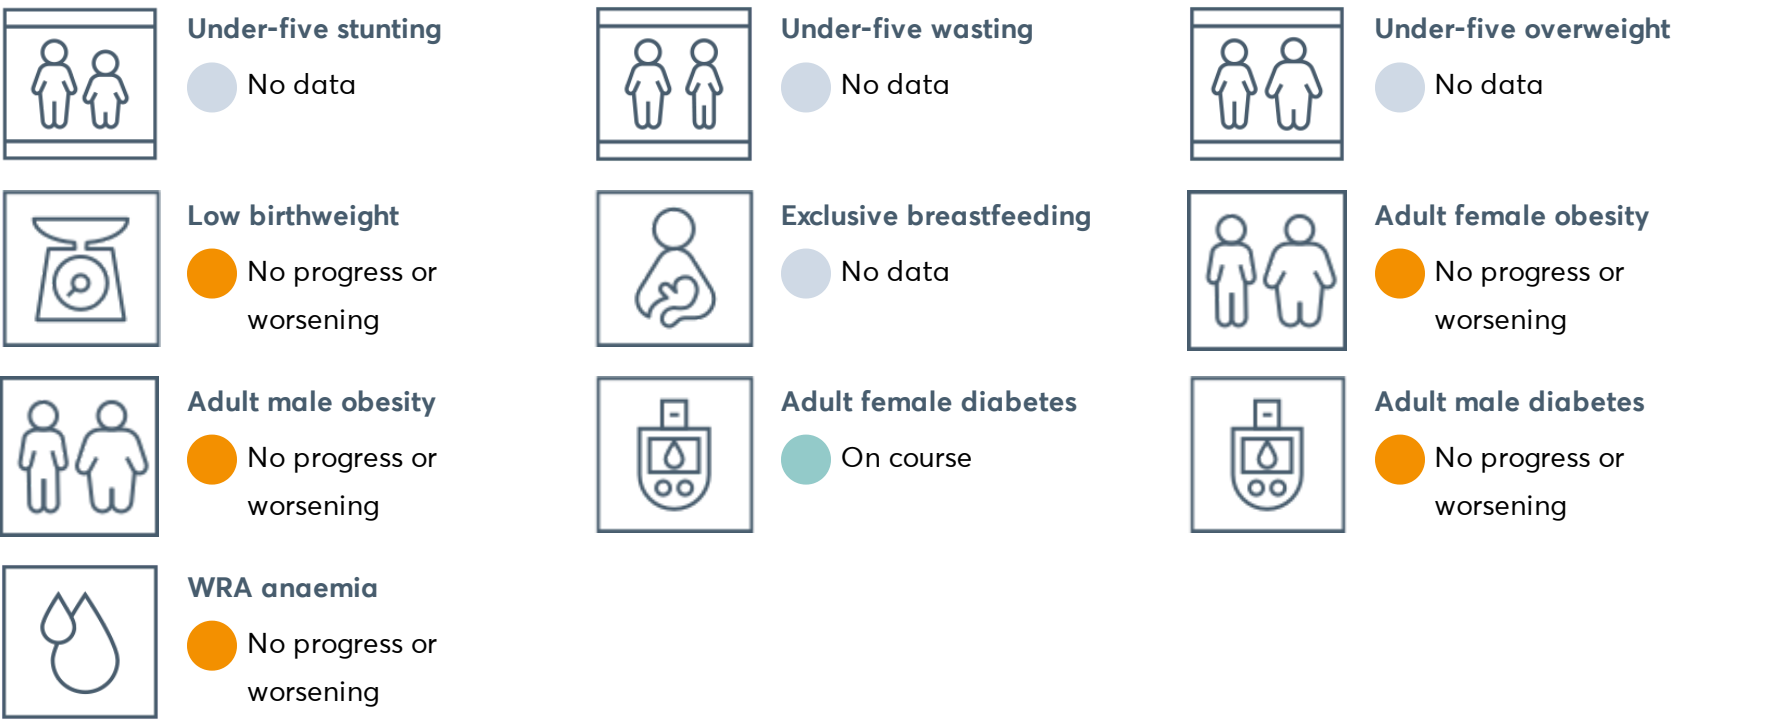 Under-five stunting
No data
Under-five wasting
No data
Under-five overweight
No data
Low birthweight
No progress or
worsening
Exclusive breastfeeding
No data
Adult female obesity
No progress or
worsening
Adult male obesity
No progress or
worsening
Adult female diabetes
On course
Adult male diabetes
No progress or
worsening
WRA anaemia
No progress or
worsening